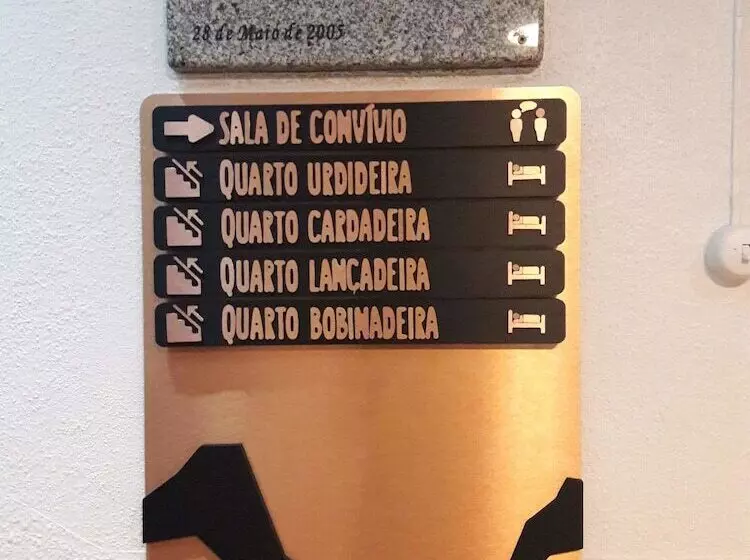 28 de Maio de 2005
SALA DE CONVÍVIO
QUARTO URDIDEIRA
QUARTO CARDADEIRA
QUARTO LANÇADEIRA
QUARTO BOBINADEIRA